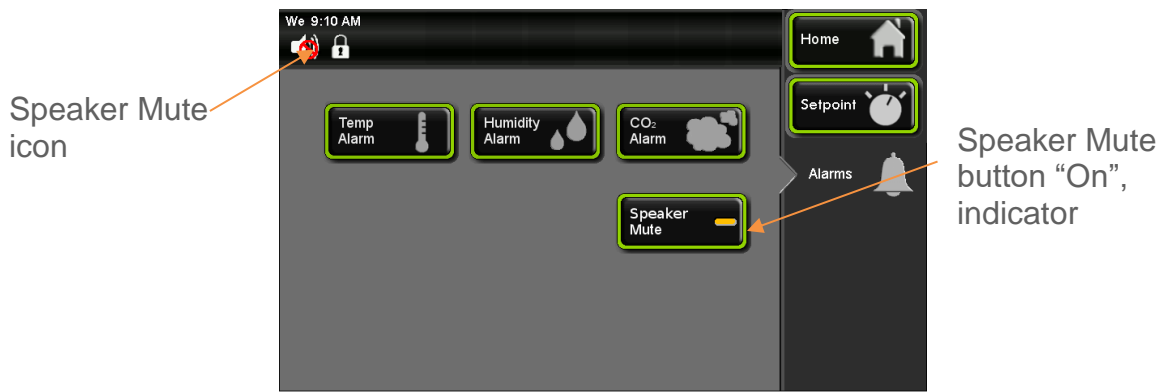 We 9:10 AM
Home
Speaker Mute
icon
Setpoint
Temp
Alarm
Humidity
Alarm
CO₂
Alarm
Speaker Mute
button “On”,
indicator
Alarms
Speaker
Mute